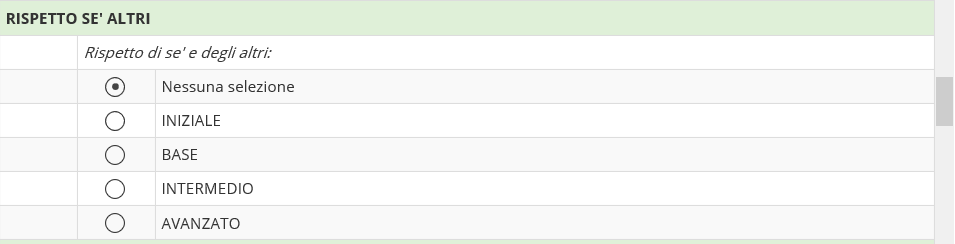 RISPETTO SE' ALTRI
Rispetto di se' e degli altri:
Nessuna selezione
INIZIALE
BASE
INTERMEDIO
AVANZATO